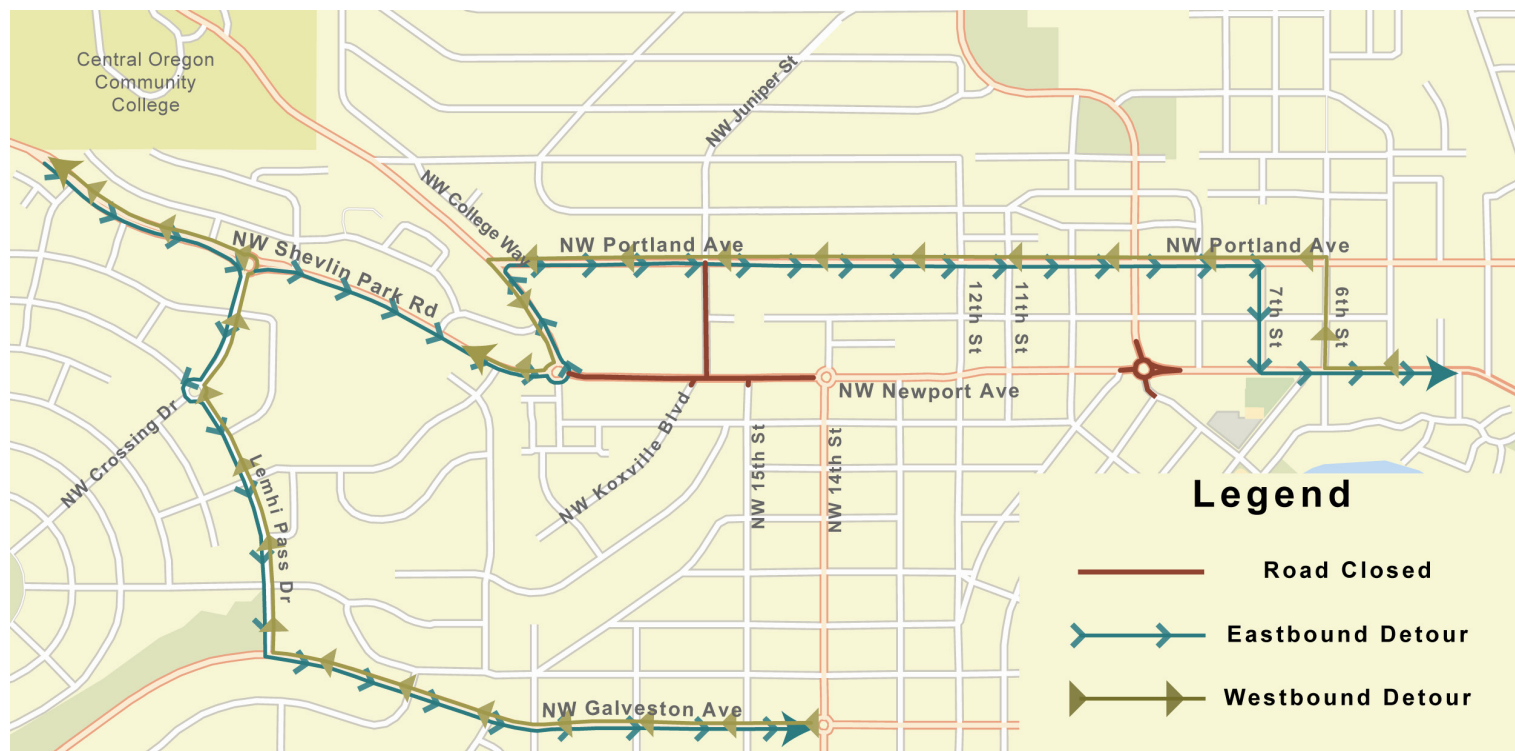 Central Oregon
Community
College
NW Juniper St
NW College Way
NW Shevlin Park Rd
NW Portland Ave
NW Portland Ave
12th St
11th St
7th St
6th St
NW Newport Ave
NW Crossing Dr
Lemhi Pass Dr
NW Koxville Blvd
NW 15th St
NW 14th St
NW Galveston Ave
Legend
Road Closed
Eastbound Detour
Westbound Detour